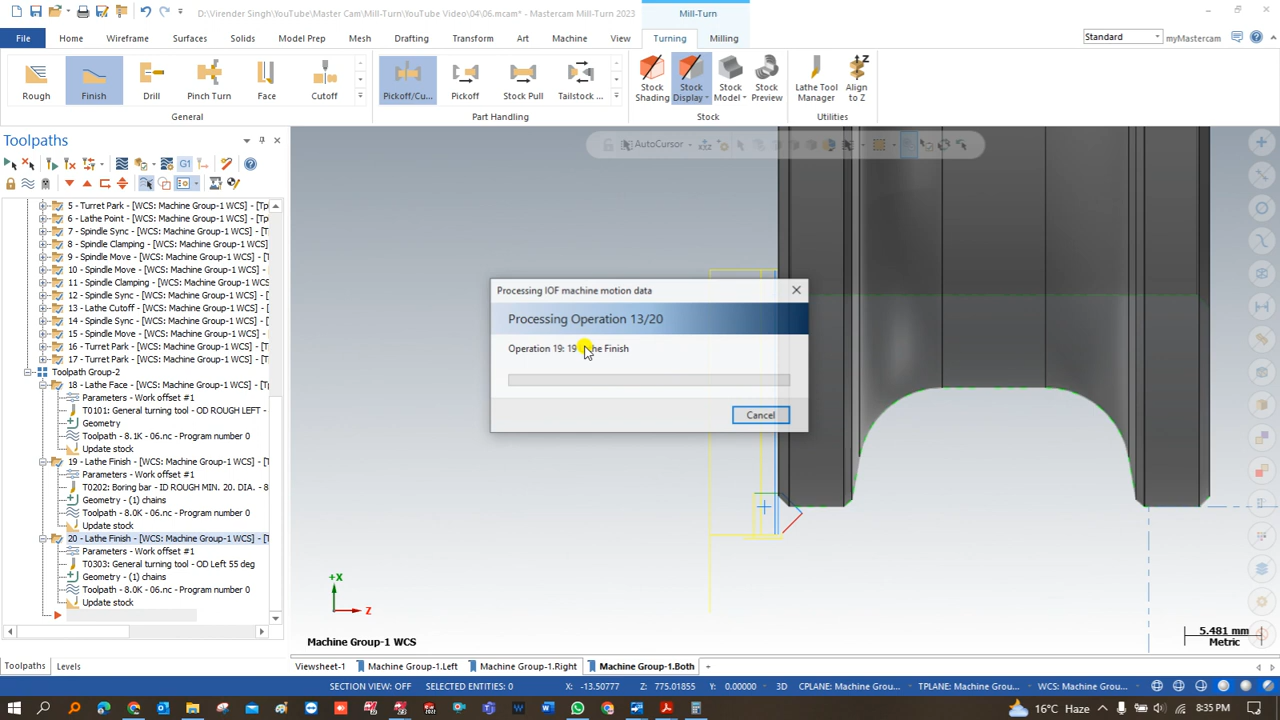 D:\Virender Singh\YouTube\Master Cam\Mill-Turn\YouTube Video\04\06.mcam* - Mastercam Mill-Turn 2023
Mill-Turn
File Home Wireframe Surfaces Solids Model Prep Mesh Drafting Transform Art Machine View Turning Milling
Standard
myMastercam
Rough Finish Drill Pinch Turn Face Cutoff
Pickoff/Cu... Pickoff Stock Pull Tailstock ...
Stock Shading Stock Display Stock Model Stock Preview
Lathe Tool Manager Align to Z
General Part Handling Stock Utilities
Toolpaths
AutoCursor
G1
5 - Turret Park - [WCS: Machine Group-1 WCS] - [Tp
6 - Lathe Point - [WCS: Machine Group-1 WCS] - [Tp
7 - Spindle Sync - [WCS: Machine Group-1 WCS] - [T
8 - Spindle Clamping - [WCS: Machine Group-1 WCS]
9 - Spindle Move - [WCS: Machine Group-1 WCS] - [
10 - Spindle Move - [WCS: Machine Group-1 WCS] -
11 - Spindle Clamping - [WCS: Machine Group-1 WCS
12 - Spindle Sync - [WCS: Machine Group-1 WCS] - [
13 - Lathe Cutoff - [WCS: Machine Group-1 WCS] - [T
14 - Spindle Sync - [WCS: Machine Group-1 WCS] - [
15 - Spindle Move - [WCS: Machine Group-1 WCS] -
16 - Turret Park - [WCS: Machine Group-1 WCS] - [Tp
17 - Turret Park - [WCS: Machine Group-1 WCS] - [Tp
Toolpath Group-2
18 - Lathe Face - [WCS: Machine Group-1 WCS] - [Tp
Parameters - Work offset #1
T0101: General turning tool - OD ROUGH LEFT -
Geometry
Toolpath - 8.1K - 06.nc - Program number 0
Update stock
19 - Lathe Finish - [WCS: Machine Group-1 WCS] - [T
Parameters - Work offset #1
T0202: Boring bar - ID ROUGH MIN. 20. DIA. - 8
Geometry - (1) chains
Toolpath - 8.0K - 06.nc - Program number 0
Update stock
20 - Lathe Finish - [WCS: Machine Group-1 WCS] - [T
Parameters - Work offset #1
T0303: General turning tool - OD Left 55 deg
Geometry - (1) chains
Toolpath - 8.0K - 06.nc - Program number 0
Update stock
Processing IOF machine motion data
Processing Operation 13/20
Operation 19: 19 he Finish
Cancel
+X
Z
Machine Group-1 WCS
5.481 mm
Metric
Toolpaths Levels
Viewsheet-1 Machine Group-1.Left Machine Group-1.Right Machine Group-1.Both +
SECTION VIEW: OFF SELECTED ENTITIES: 0 X: -13.50777 Z: 775.01855 Y: 0.00000 3D CPLANE: Machine Grou... TPLANE: Machine Grou... WCS: Machine Grou...
16°C Haze 8:35 PM